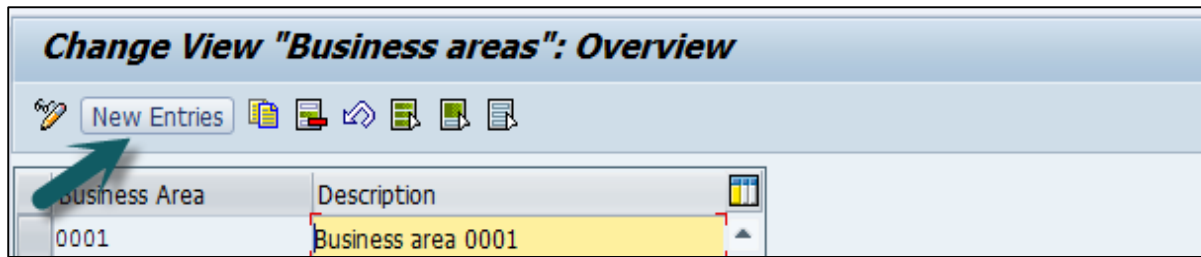 Change View "Business areas": Overview
New Entries
Business Area Description
0001 Business area 0001